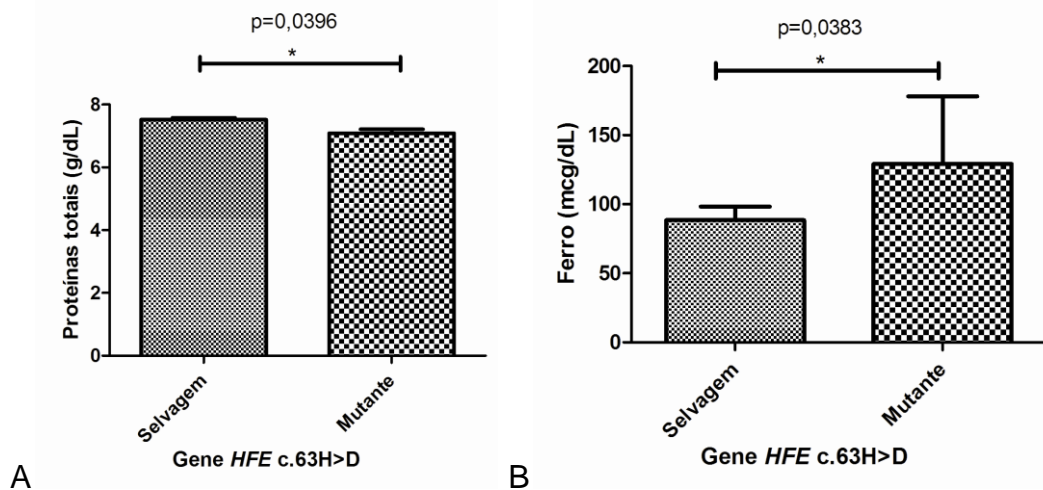 p=0,0396
*
Proteínas totais (g/dL)
8
6
4
2
0
Selvagem
Mutante
Gene HFE c.63H>D
A
p=0,0383
*
Ferro (mcg/dL)
200
150
100
50
0
Selvagem
Mutante
Gene HFE c.63H>D
B